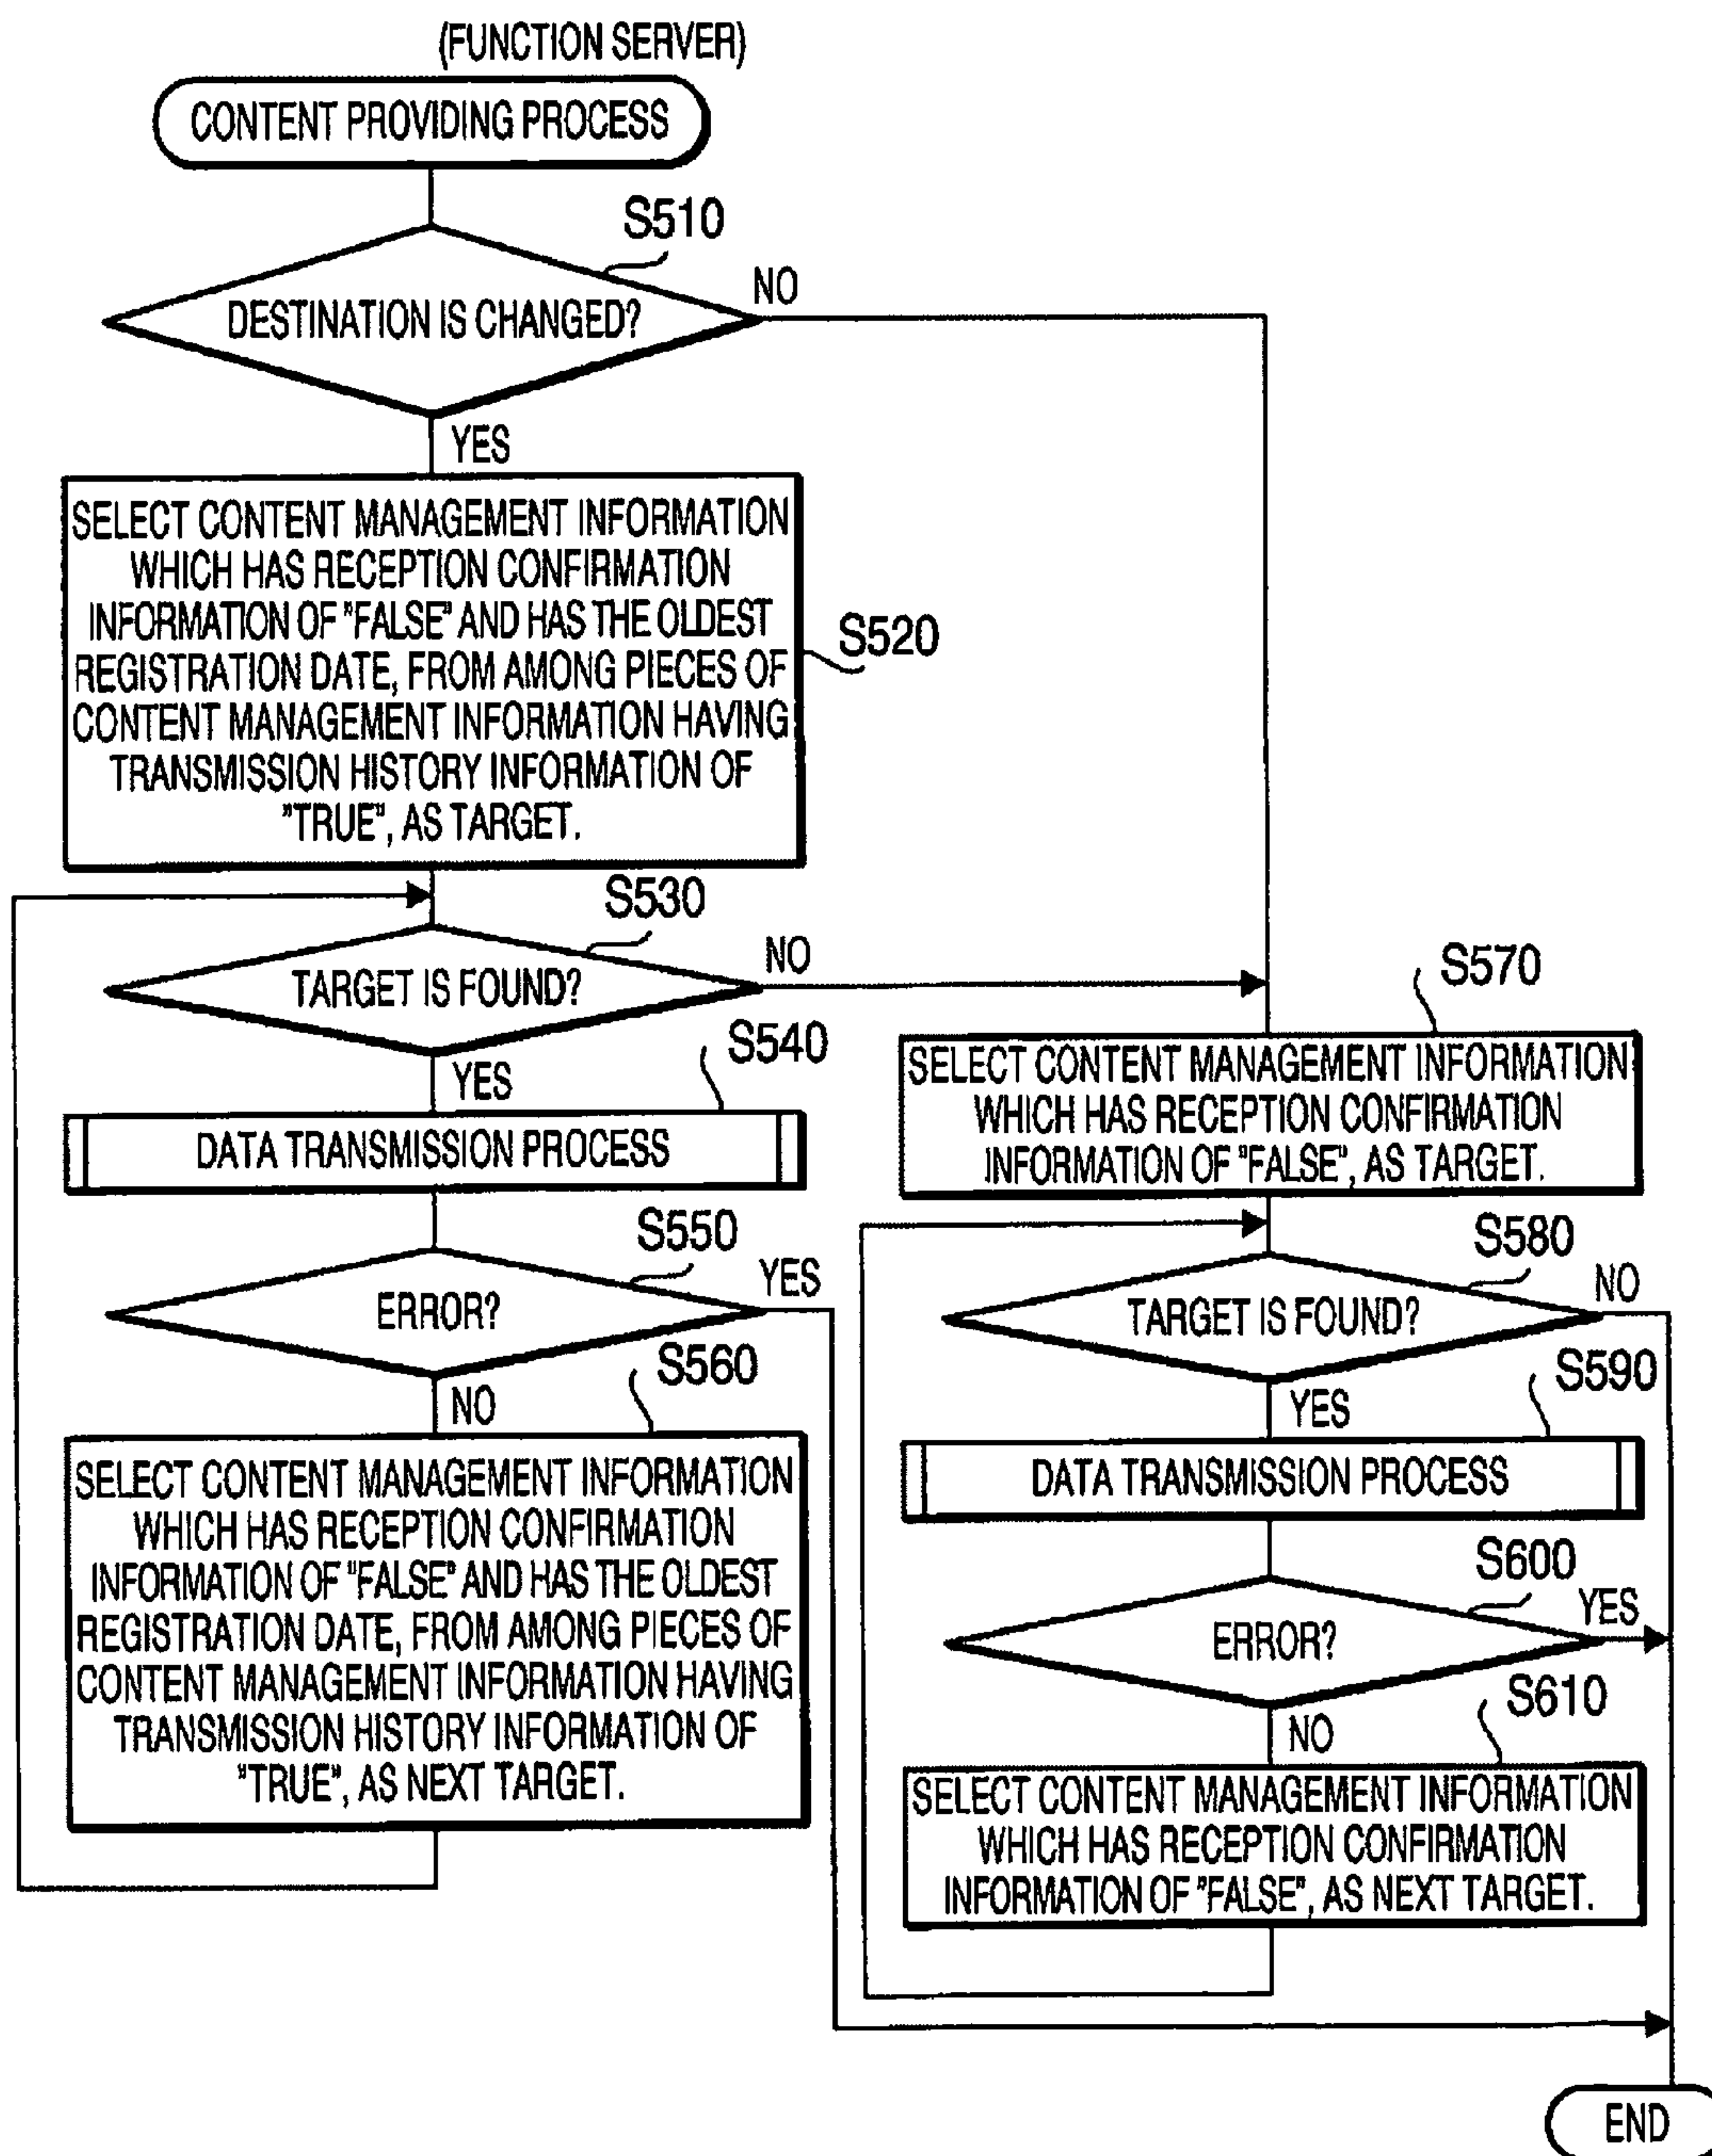 (FUNCTION SERVER)
CONTENT PROVIDING PROCESS
S510
DESTINATION IS CHANGED?
NO
YES
SELECT CONTENT MANAGEMENT INFORMATION
WHICH HAS RECEPTION CONFIRMATION
INFORMATION OF "FALSE" AND HAS THE OLDEST
REGISTRATION DATE, FROM AMONG PIECES OF
CONTENT MANAGEMENT INFORMATION HAVING
TRANSMISSION HISTORY INFORMATION OF
"TRUE", AS TARGET.
S520
S530
TARGET IS FOUND?
NO
YES
S540
DATA TRANSMISSION PROCESS
S550
ERROR?
YES
NO
S560
SELECT CONTENT MANAGEMENT INFORMATION
WHICH HAS RECEPTION CONFIRMATION
INFORMATION OF "FALSE" AND HAS THE OLDEST
REGISTRATION DATE, FROM AMONG PIECES OF
CONTENT MANAGEMENT INFORMATION HAVING
TRANSMISSION HISTORY INFORMATION OF
"TRUE", AS NEXT TARGET.
S570
SELECT CONTENT MANAGEMENT INFORMATION
WHICH HAS RECEPTION CONFIRMATION
INFORMATION OF "FALSE", AS TARGET.
S580
TARGET IS FOUND?
NO
YES
S590
DATA TRANSMISSION PROCESS
S600
ERROR?
YES
NO
S610
SELECT CONTENT MANAGEMENT INFORMATION
WHICH HAS RECEPTION CONFIRMATION
INFORMATION OF "FALSE", AS NEXT TARGET.
END